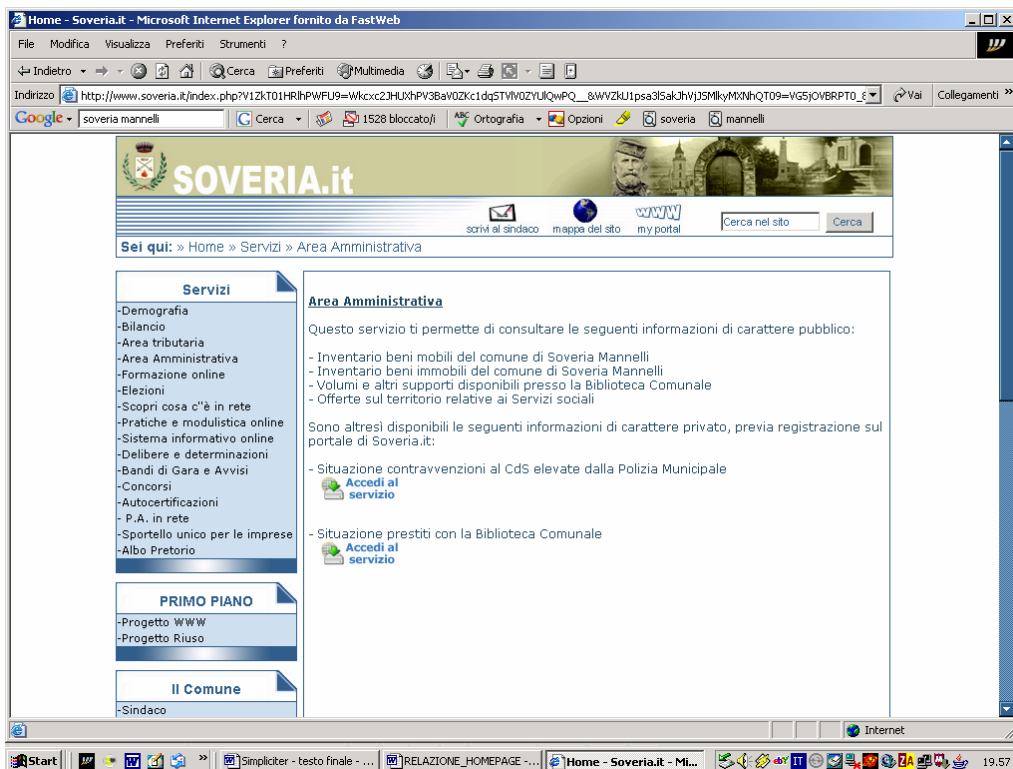 Home - Soveria.it - Microsoft Internet Explorer fornito da FastWeb
File Modifica Visualizza Preferiti Strumenti ?
Indietro Cerca Preferiti Multimedia
Indirizzo Vai Collegamenti »
Google soveria mannelli Cerca 1528 bloccato/i ABC Ortografia Opzioni soveria mannelli
SOVERIA.it
scrivi al sindaco mappa del sito www my portal Cerca nel sito Cerca
Sei qui: » Home » Servizi » Area Amministrativa
Servizi
-Demografia
-Bilancio
-Area tributaria
-Area Amministrativa
-Formazione online
-Elezioni
-Scopri cosa c"è in rete
-Pratiche e modulistica online
-Sistema informativo online
-Delibere e determinazioni
-Bandi di Gara e Avvisi
-Concorsi
-Autocertificazioni
- P.A. in rete
-Sportello unico per le imprese
-Albo Pretorio
PRIMO PIANO
-Progetto WWW
-Progetto Riuso
Il Comune
-Sindaco
Area Amministrativa
Questo servizio ti permette di consultare le seguenti informazioni di carattere pubblico:
- Inventario beni mobili del comune di Soveria Mannelli
- Inventario beni immobili del comune di Soveria Mannelli
- Volumi e altri supporti disponibili presso la Biblioteca Comunale
- Offerte sul territorio relative ai Servizi sociali
Sono altresì disponibili le seguenti informazioni di carattere privato, previa registrazione sul
portale di Soveria.it:
- Situazione contravvenzioni al CdS elevate dalla Polizia Municipale
Accedi al
servizio
- Situazione prestiti con la Biblioteca Comunale
Accedi al
servizio
Internet
Start » Simpliciter - testo finale - ... RELAZIONE_HOMEPAGE -... Home - Soveria.it - Mi... 19.57